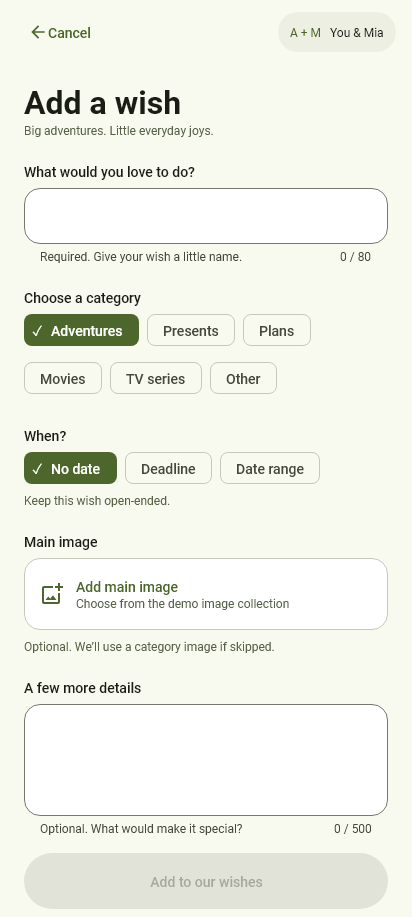 Cancel
A + M You & Mia
Add a wish
Big adventures. Little everyday joys.
What would you love to do?
Required. Give your wish a little name. 0 / 80
Choose a category
✓ Adventures Presents Plans
Movies TV series Other
When?
✓ No date Deadline Date range
Keep this wish open-ended.
Main image
Add main image
Choose from the demo image collection
Optional. We'll use a category image if skipped.
A few more details
Optional. What would make it special? 0 / 500
Add to our wishes